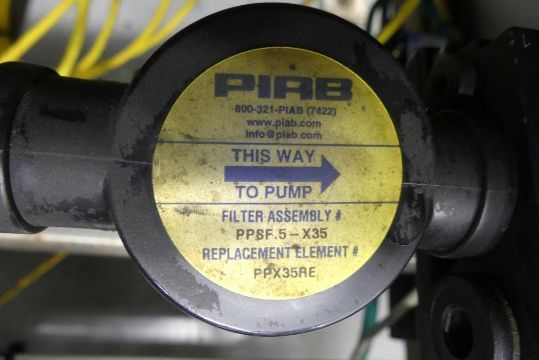 PIAB
800-321-PIAB (7422)
www.piab.com
info@piab.com
THIS WAY
TO PUMP
FILTER ASSEMBLY #
PPSF.5-X35
REPLACEMENT ELEMENT #
PPX35RE